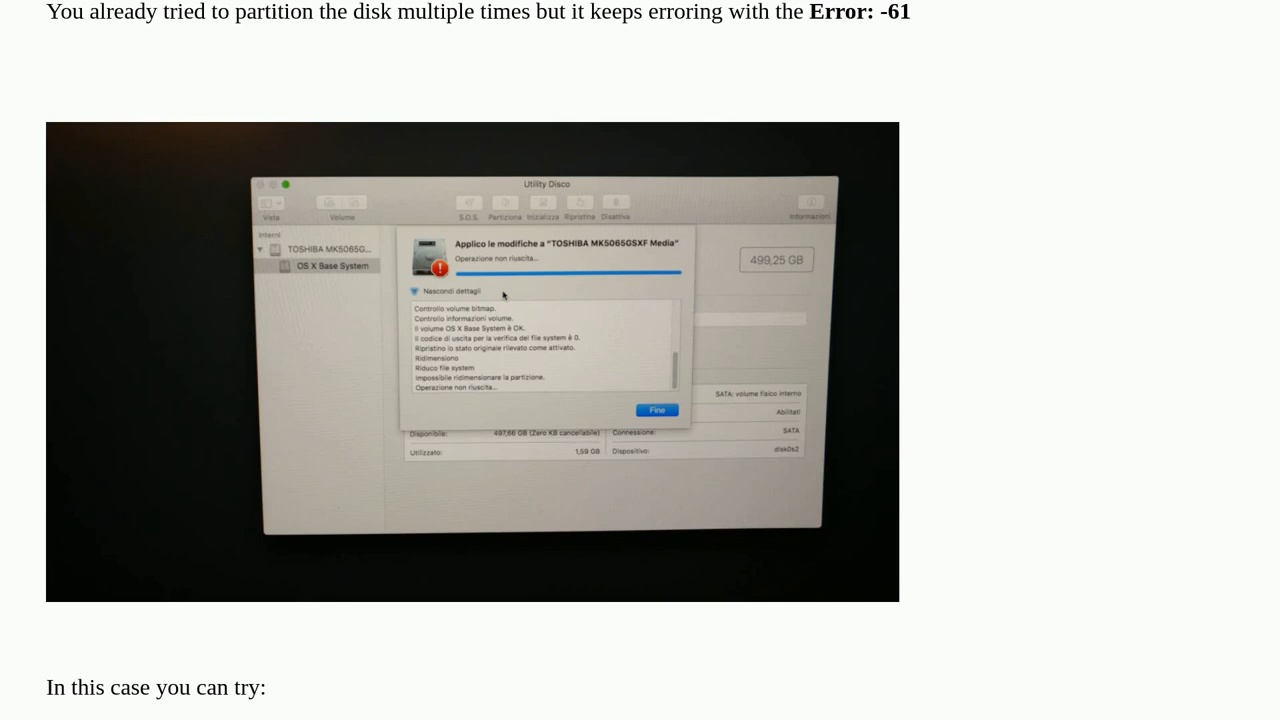 You already tried to partition the disk multiple times but it keeps erroring with the Error: -61
Utility Disco
Vista
Volume
S.O.S.
Partiziona
Inizializza
Ripristina
Disattiva
Informazioni
Interni
TOSHIBA MK5065G...
OS X Base System
Applico le modifiche a “TOSHIBA MK5065GSXF Media”
Operazione non riuscita...
499,25 GB
Nascondi dettagli
Controllo volume bitmap.
Controllo informazioni volume.
Il volume OS X Base System è OK.
Il codice di uscita per la verifica del file system è 0.
Ripristino lo stato originale rilevato come attivato.
Ridimensiono
Riduco file system
Impossibile ridimensionare la partizione.
Operazione non riuscita...
Fine
SATA: volume fisico interno
Abilitati
Disponibile: 497,66 GB (Zero KB cancellabile)
Connessione: SATA
Utilizzato: 1,59 GB
Dispositivo: disk0s2
In this case you can try: